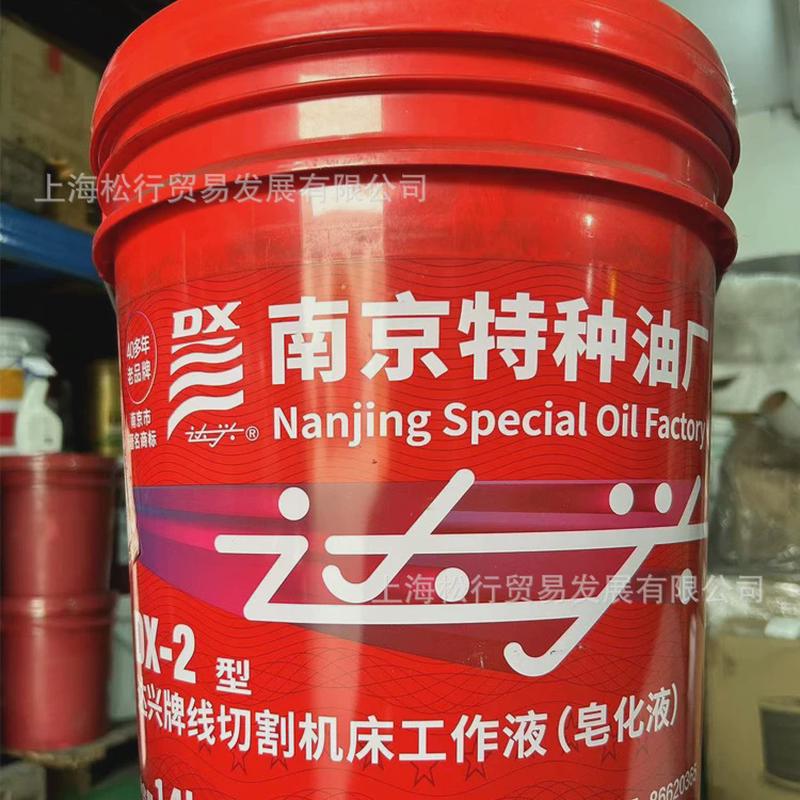 上海松行贸易发展有限公司
40多年
老品牌
南京市
著名商标
DX
达兴®
南京特种油厂
Nanjing Special Oil Factory
达兴
上海松行贸易发展有限公司
DX-2 型
达兴牌线切割机床工作液(皂化液)
86620366